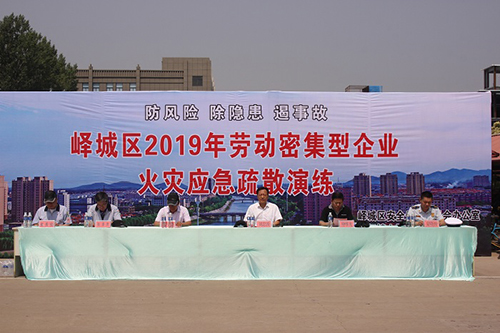 防风险 除隐患 遏事故
峄城区2019年劳动密集型企业
火灾应急疏散演练
峄城区安全
办公室